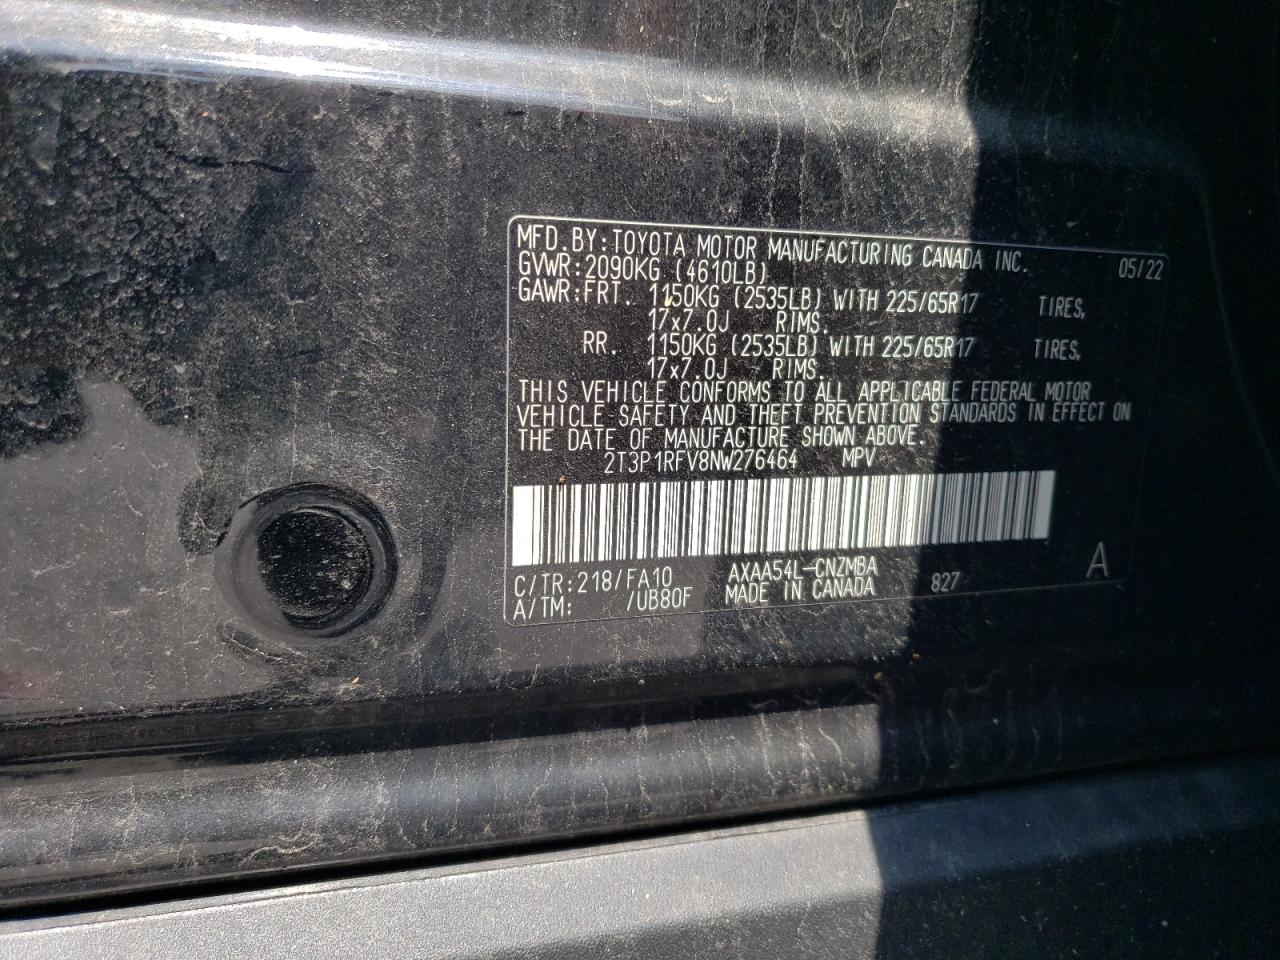 MFD.BY:TOYOTA MOTOR MANUFACTURING CANADA INC. 05/22
GVWR:2090KG (4610LB)
GAWR:FRT. 1150KG (2535LB) WITH 225/65R17 TIRES,
17x7.0J RIMS.
RR. 1150KG (2535LB) WITH 225/65R17 TIRES,
17x7.0J RIMS.
THIS VEHICLE CONFORMS TO ALL APPLICABLE FEDERAL MOTOR
VEHICLE SAFETY AND THEFT PREVENTION STANDARDS IN EFFECT ON
THE DATE OF MANUFACTURE SHOWN ABOVE.
2T3P1RFV8NW276464 MPV
C/TR:218/FA10 AXAA54L-CNZMBA 827 A
A/TM: /UB80F MADE IN CANADA